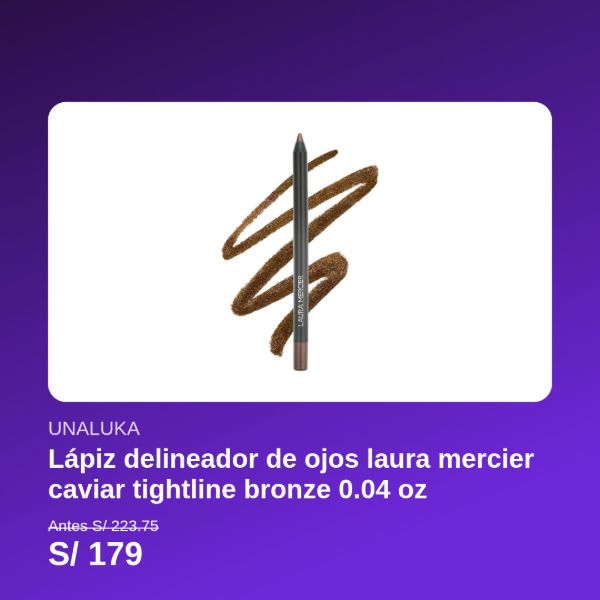 LAURA MERCIER
UNALUKA
Lápiz delineador de ojos laura mercier
caviar tightline bronze 0.04 oz
Antes S/ 223.75
S/ 179